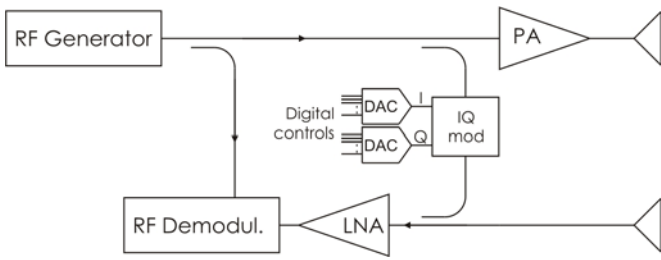 RF Generator
PA
Digital
controls
DAC
I
DAC
Q
IQ
mod
RF Demodul.
LNA